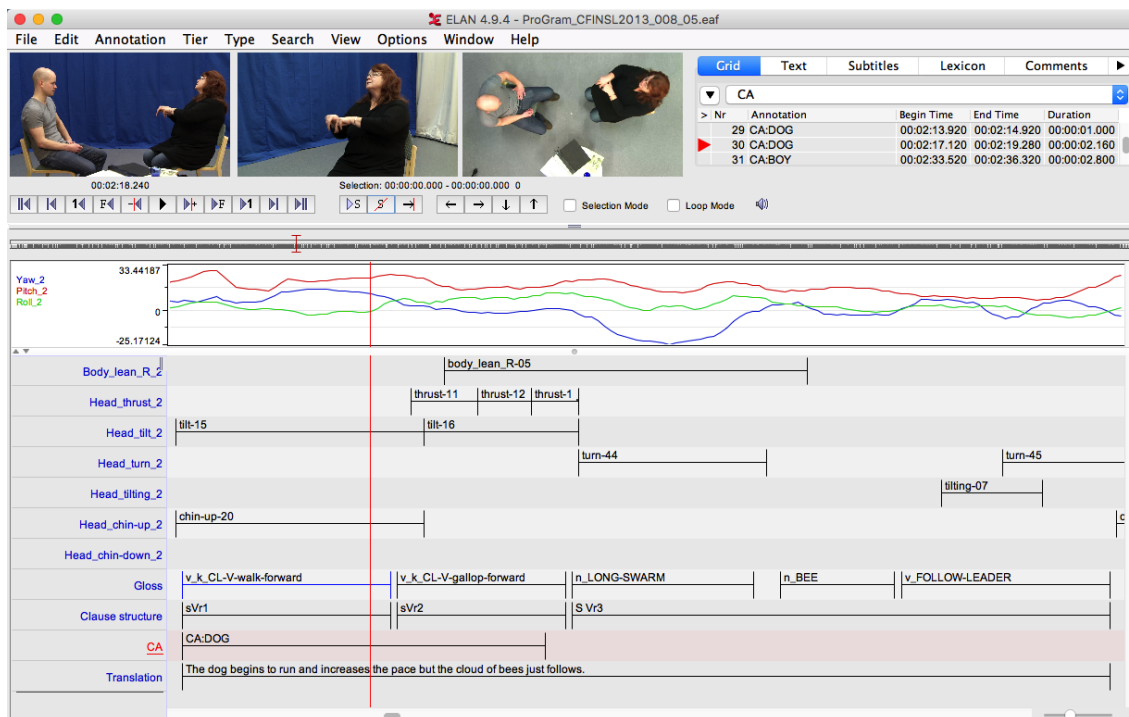 ELAN 4.9.4 - ProGram_CFINSL2013_008_05.eaf
File Edit Annotation Tier Type Search View Options Window Help
Grid Text Subtitles Lexicon Comments
CA
> Nr Annotation Begin Time End Time Duration
29 CA:DOG 00:02:13.920 00:02:14.920 00:00:01.000
30 CA:DOG 00:02:17.120 00:02:19.280 00:00:02.160
31 CA:BOY 00:02:33.520 00:02:36.320 00:00:02.800
00:02:18.240 Selection: 00:00:00.000 - 00:00:00.000 0
Selection Mode Loop Mode
33.44187
Yaw_2
Pitch_2
Roll_2
0
-25.17124
Body_lean_R_2 body_lean_R-05
Head_thrust_2 thrust-11 thrust-12 thrust-1
Head_tilt_2 tilt-15 tilt-16
Head_turn_2 turn-44 turn-45
Head_tilting_2 tilting-07
Head_chin-up_2 chin-up-20 c
Head_chin-down_2
Gloss v_k_CL-V-walk-forward v_k_CL-V-gallop-forward n_LONG-SWARM n_BEE v_FOLLOW-LEADER
Clause structure sVr1 sVr2 S Vr3
CA CA:DOG
Translation The dog begins to run and increases the pace but the cloud of bees just follows.